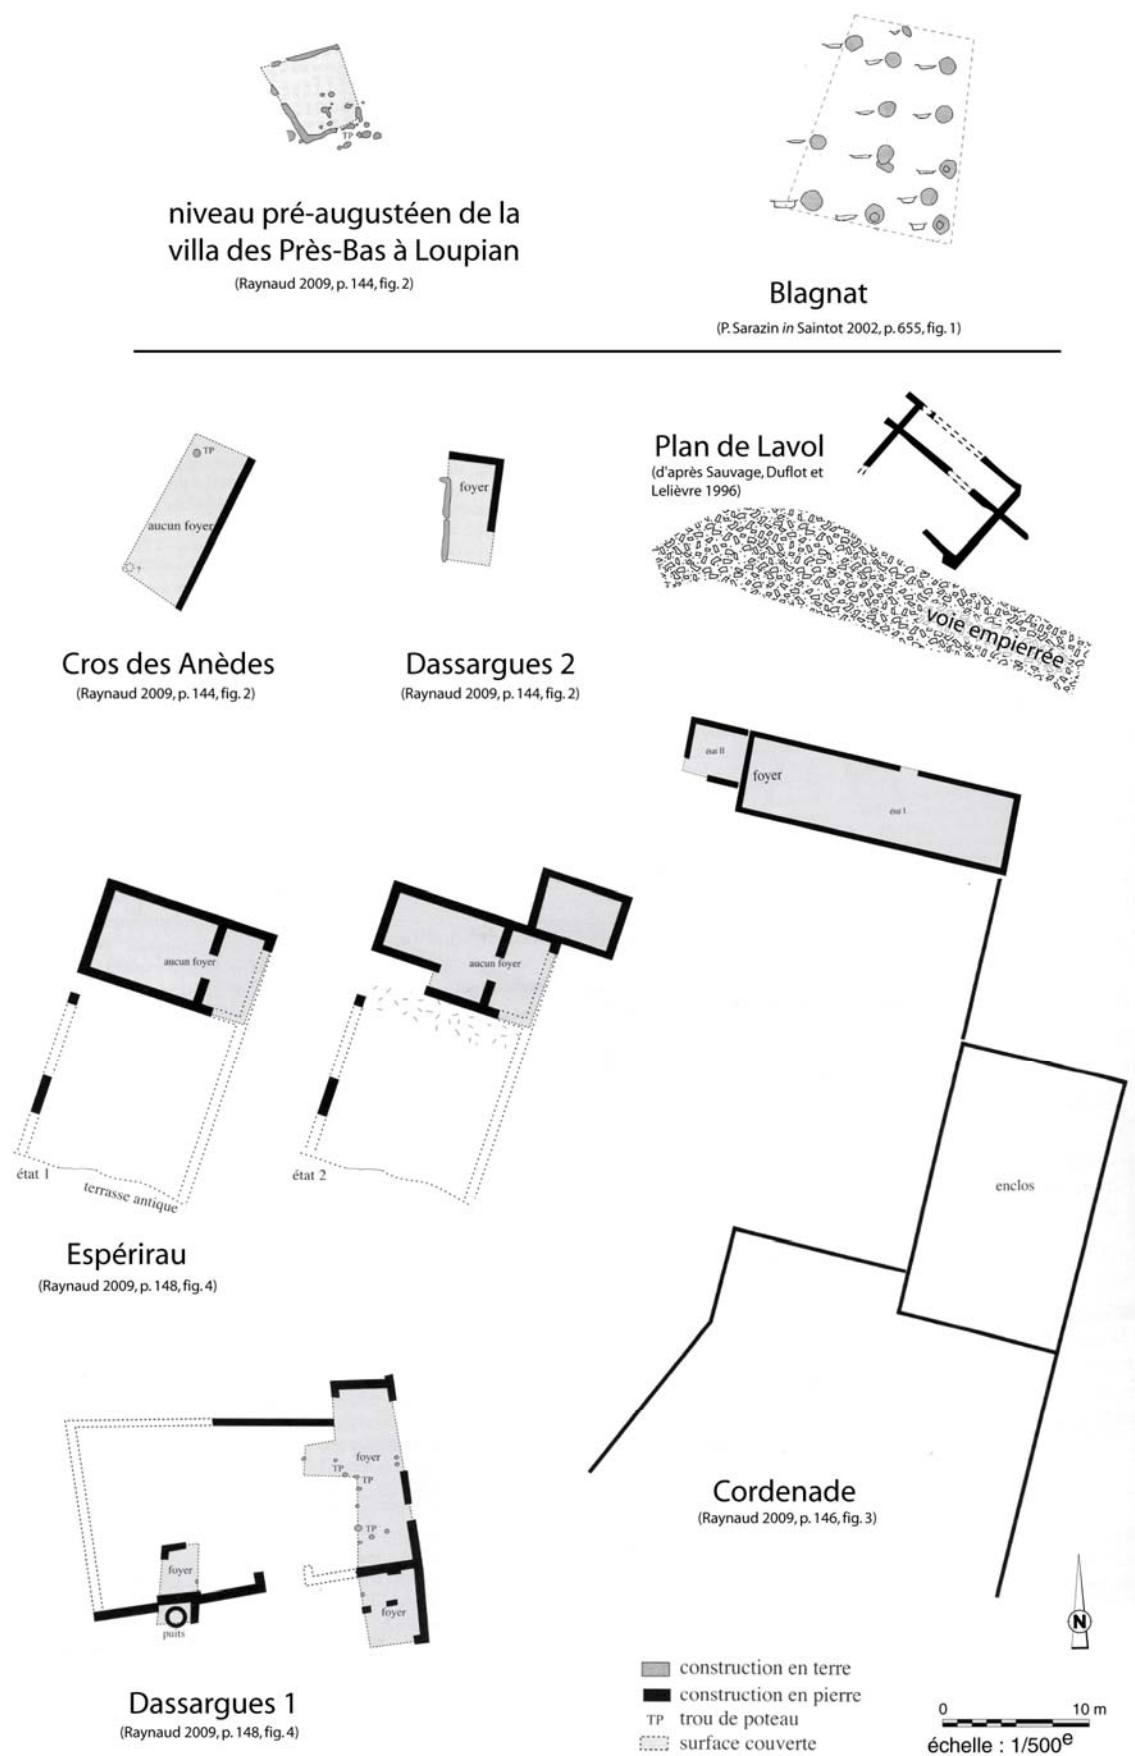 TP
niveau pré-augustéen de la
villa des Près-Bas à Loupian
(Raynaud 2009, p. 144, fig. 2)
Blagnat
(P. Sarazin in Saintot 2002, p. 655, fig. 1)
TP
aucun foyer
?
Cros des Anèdes
(Raynaud 2009, p. 144, fig. 2)
foyer
Dassargues 2
(Raynaud 2009, p. 144, fig. 2)
Plan de Lavol
(d'après Sauvage, Duflot et
Lelièvre 1996)
voie empierrée
état II
foyer
état I
enclos
Cordenade
(Raynaud 2009, p. 146, fig. 3)
aucun foyer
état 1
terrasse antique
aucun foyer
état 2
Espérirau
(Raynaud 2009, p. 148, fig. 4)
foyer
TP
TP
TP
foyer
puits
foyer
Dassargues 1
(Raynaud 2009, p. 148, fig. 4)
N
construction en terre
construction en pierre
TP trou de poteau
surface couverte
0 10 m
échelle : 1/500e